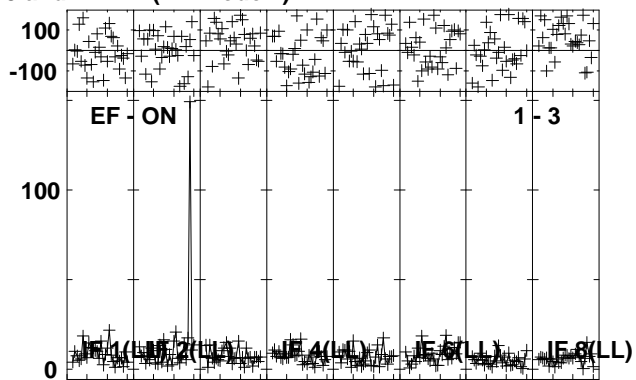 100
-100
EF - ON 1 - 3
100
0
IF 1(LL) IF 2(LL) IF 4(LL) IF 6(LL) IF 8(LL)